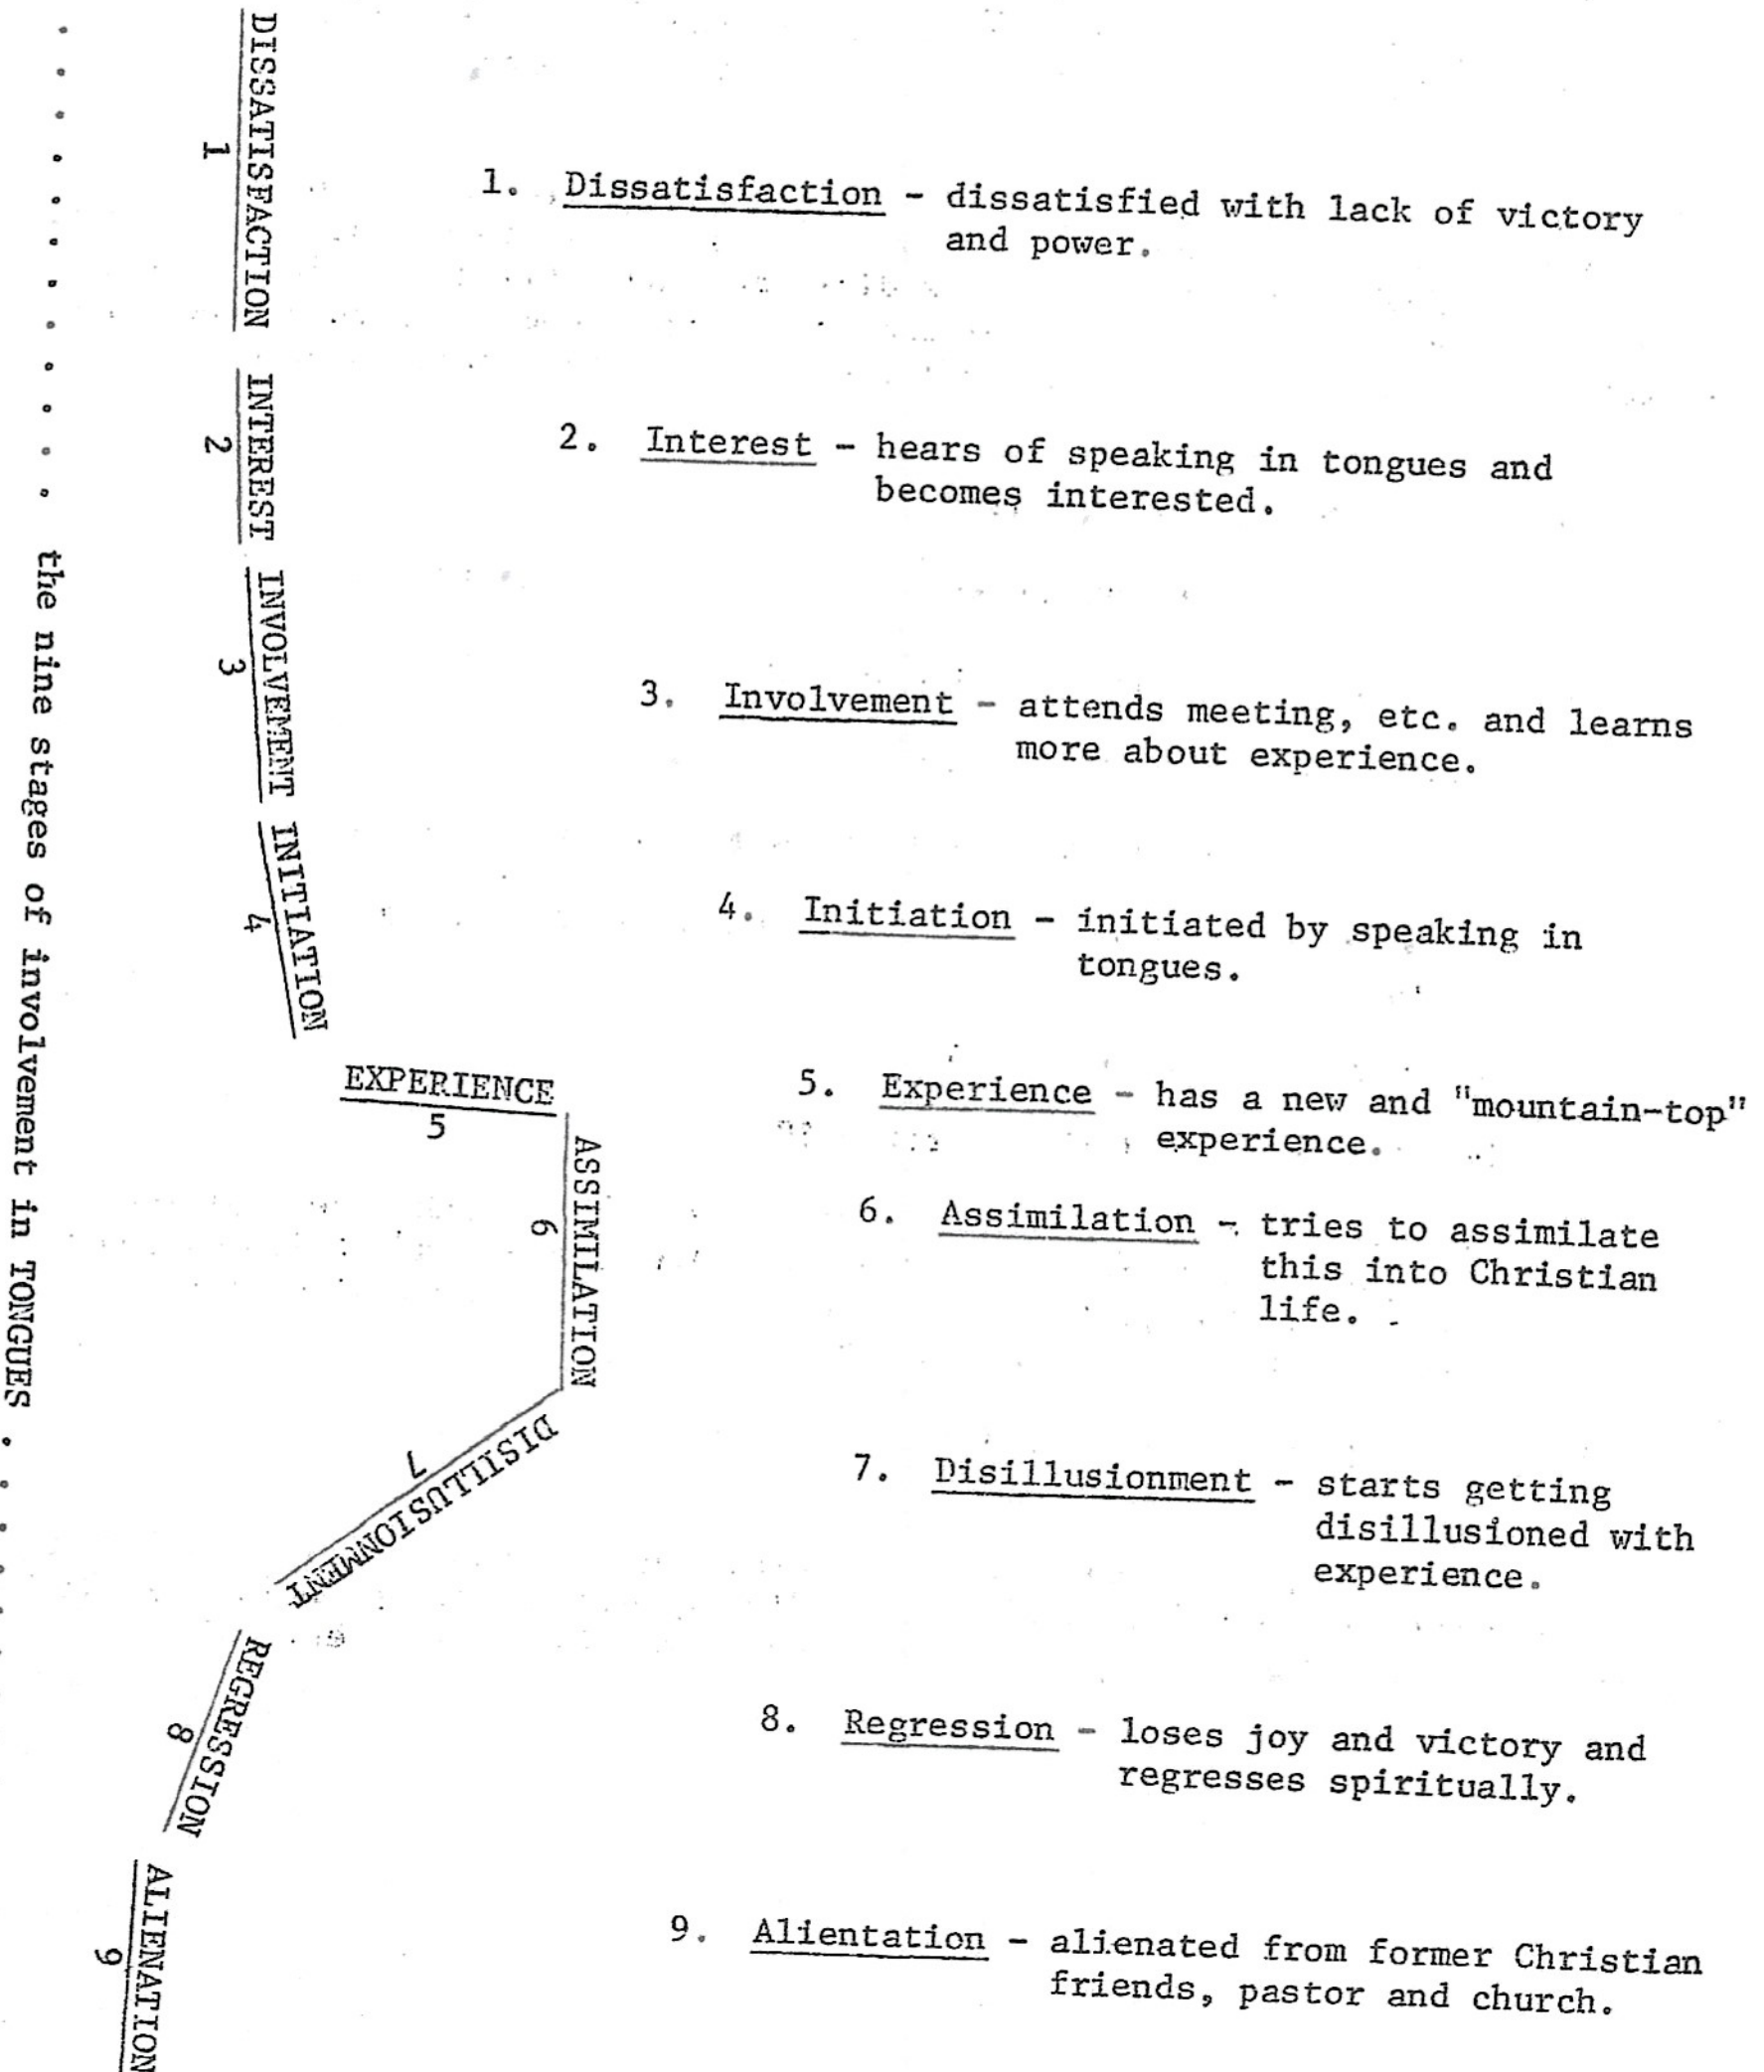 DISSATISFACTION
1
INTEREST
2
INVOLVEMENT
3
INITIATION
4
EXPERIENCE
5
ASSIMILATION
6
DISILLUSIONMENT
7
REGRESSION
8
ALIENATION
9
. . . . . . . . . . . . the nine stages of involvement in TONGUES . . . . .
1. Dissatisfaction - dissatisfied with lack of victory
and power.
2. Interest - hears of speaking in tongues and
becomes interested.
3. Involvement - attends meeting, etc. and learns
more about experience.
4. Initiation - initiated by speaking in
tongues.
5. Experience - has a new and "mountain-top"
experience.
6. Assimilation - tries to assimilate
this into Christian
life.
7. Disillusionment - starts getting
disillusioned with
experience.
8. Regression - loses joy and victory and
regresses spiritually.
9. Alientation - alienated from former Christian
friends, pastor and church.